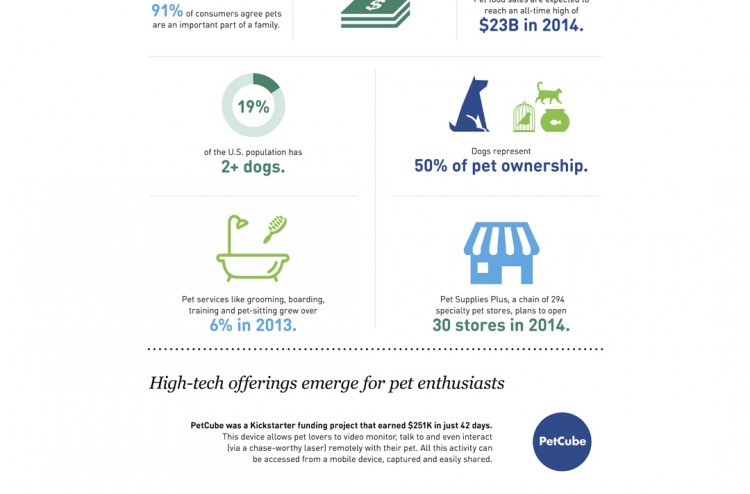 91% of consumers agree pets
are an important part of a family.
Pet food sales are expected to
reach an all-time high of
$23B in 2014.
$
19%
of the U.S. population has
2+ dogs.
Dogs represent
50% of pet ownership.
Pet services like grooming, boarding,
training and pet-sitting grew over
6% in 2013.
Pet Supplies Plus, a chain of 294
specialty pet stores, plans to open
30 stores in 2014.
High-tech offerings emerge for pet enthusiasts
PetCube was a Kickstarter funding project that earned $251K in just 42 days.
This device allows pet lovers to video monitor, talk to and even interact
(via a chase-worthy laser) remotely with their pet. All this activity can
be accessed from a mobile device, captured and easily shared.
PetCube